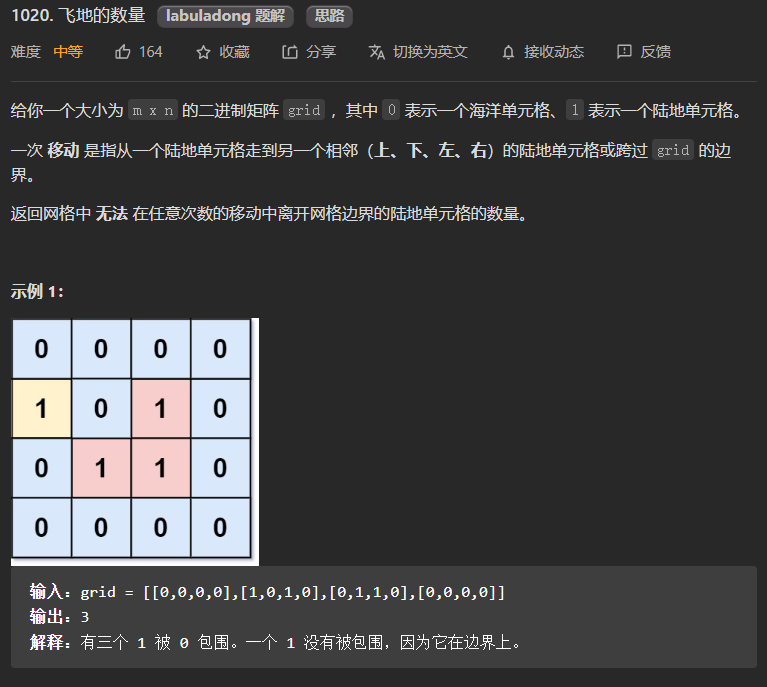 1020. 飞地的数量 labuladong 题解 思路
难度 中等 164 收藏 分享 切换为英文 接收动态 反馈
给你一个大小为 m x n 的二进制矩阵 grid ，其中 0 表示一个海洋单元格、1 表示一个陆地单元格。
一次 移动 是指从一个陆地单元格走到另一个相邻（上、下、左、右）的陆地单元格或跨过 grid 的边
界。
返回网格中 无法 在任意次数的移动中离开网格边界的陆地单元格的数量。
示例 1：
0 0 0 0
1 0 1 0
0 1 1 0
0 0 0 0
输入：grid = [[0,0,0,0],[1,0,1,0],[0,1,1,0],[0,0,0,0]]
输出：3
解释：有三个 1 被 0 包围。一个 1 没有被包围，因为它在边界上。